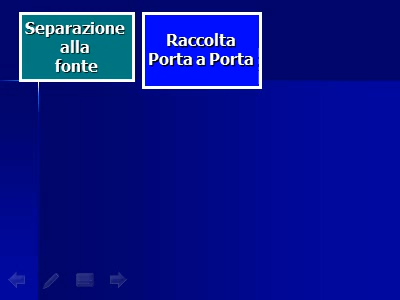 Separazione
alla
fonte
Raccolta
Porta a Porta